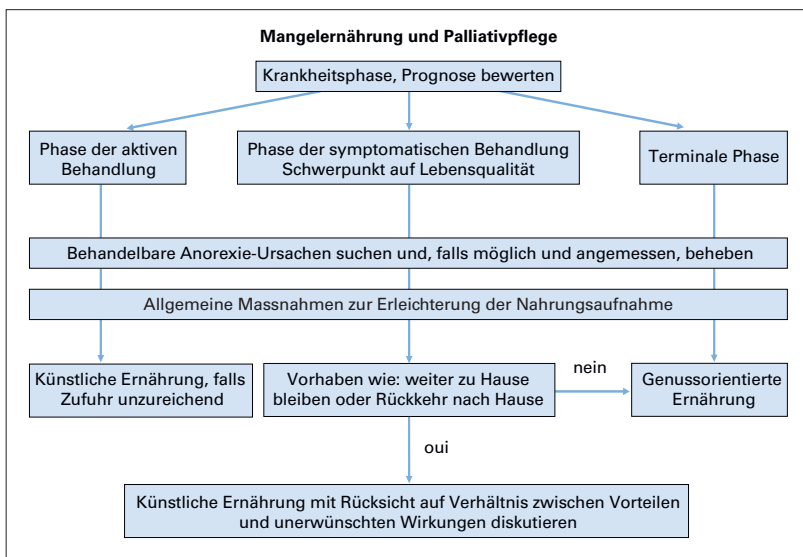 Mangelernährung und Palliativpflege
Krankheitsphase, Prognose bewerten
Phase der aktiven
Behandlung
Phase der symptomatischen Behandlung
Schwerpunkt auf Lebensqualität
Terminale Phase
Behandelbare Anorexie-Ursachen suchen und, falls möglich und angemessen, beheben
Allgemeine Massnahmen zur Erleichterung der Nahrungsaufnahme
Künstliche Ernährung, falls
Zufuhr unzureichend
Vorhaben wie: weiter zu Hause
bleiben oder Rückkehr nach Hause
nein
Genussorientierte
Ernährung
oui
Künstliche Ernährung mit Rücksicht auf Verhältnis zwischen Vorteilen
und unerwünschten Wirkungen diskutieren